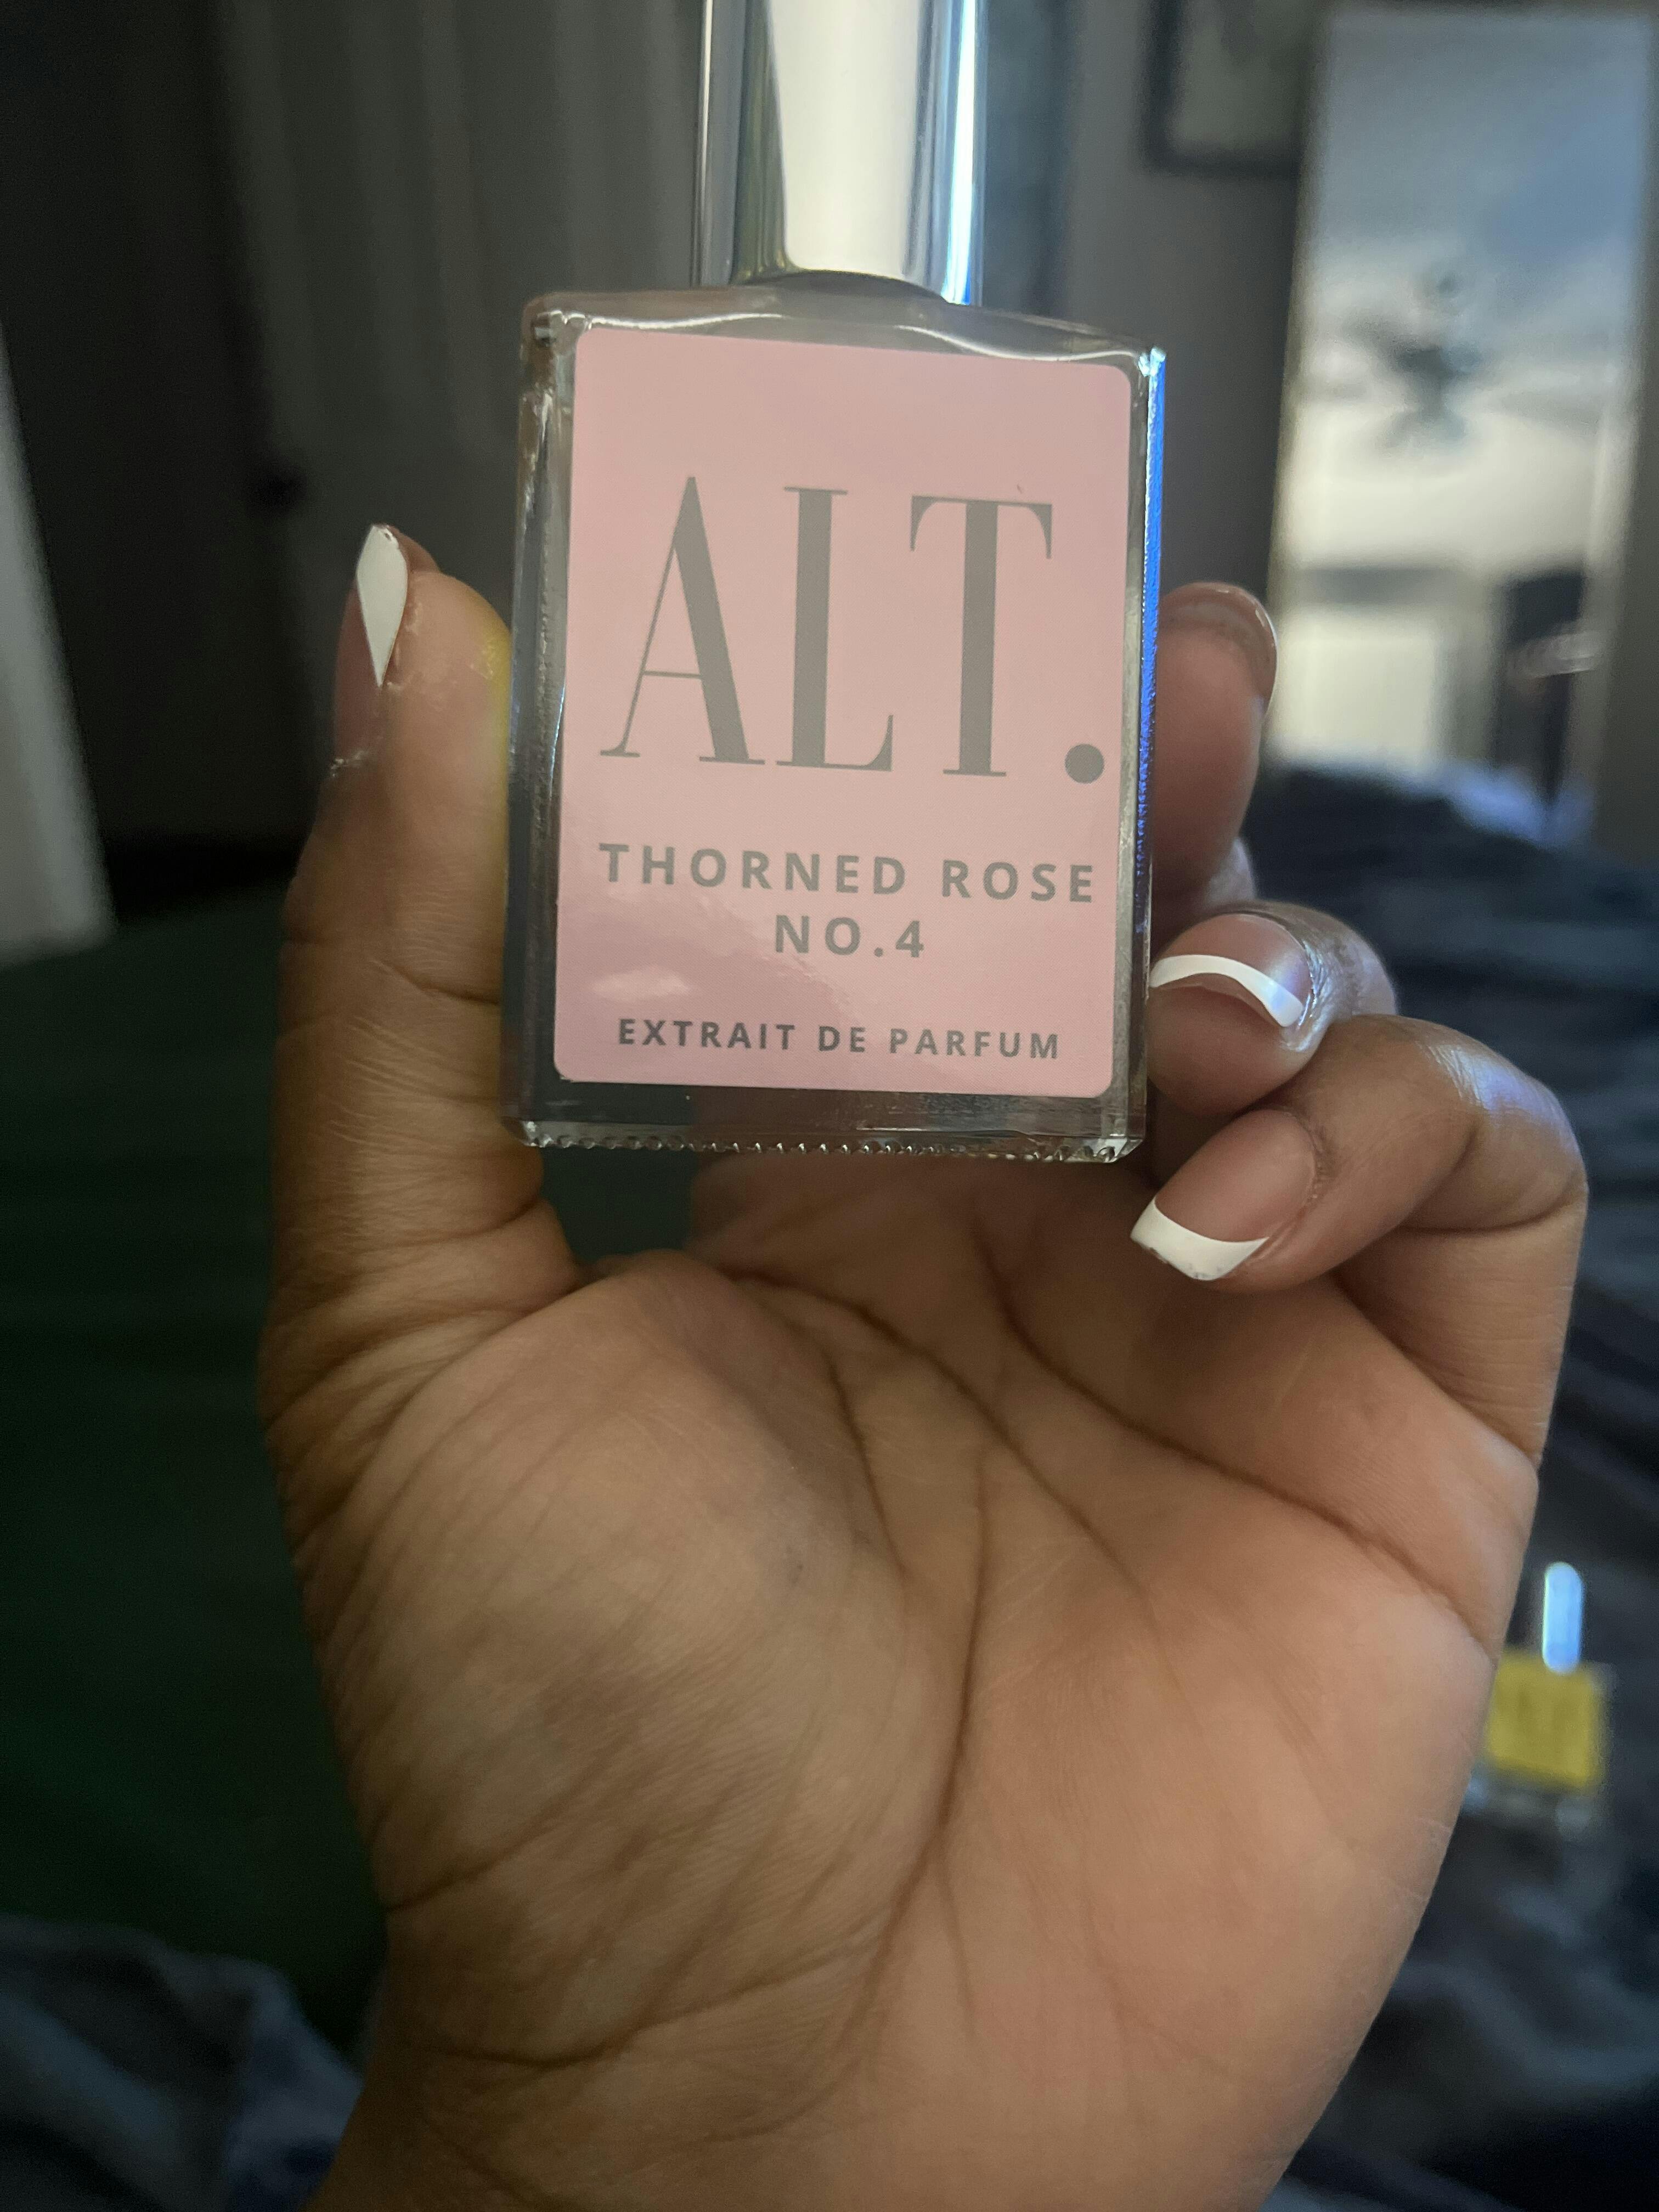 ALT.
THORNED ROSE
NO.4
EXTRAIT DE PARFUM